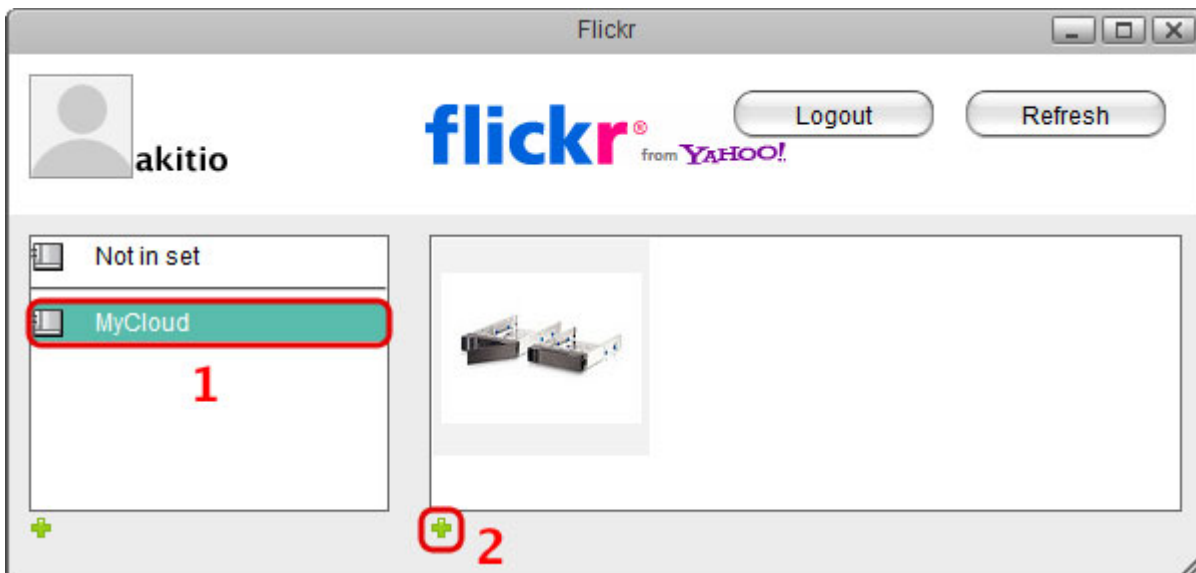 Flickr
akitio
flickr® from YAHOO!
Logout
Refresh
Not in set
MyCloud
1
2